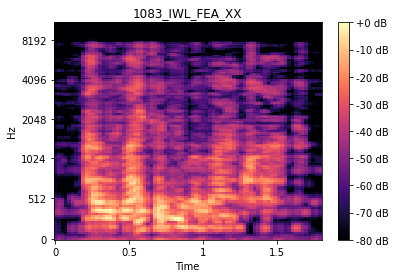 1083_IWL_FEA_XX
Hz
8192
4096
2048
1024
512
0
0
0.5
1
1.5
Time
+0 dB
-10 dB
-20 dB
-30 dB
-40 dB
-50 dB
-60 dB
-70 dB
-80 dB